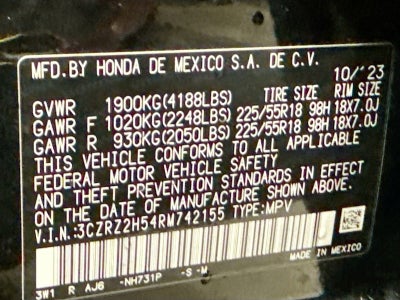 MFD.BY HONDA DE MEXICO S.A. DE C.V.
10/'23
TIRE SIZE RIM SIZE
GVWR 1900KG(4188LBS)
GAWR F 1020KG(2248LBS) 225/55R18 98H 18X7.0J
GAWR R 930KG(2050LBS) 225/55R18 98H 18X7.0J
THIS VEHICLE CONFORMS TO ALL APPLICABLE
FEDERAL MOTOR VEHICLE SAFETY
AND THEFT PREVENTION STANDARDS IN EFFECT
ON THE DATE OF MANUFACTURE SHOWN ABOVE.
V.I.N.:3CZRZ2H54RM742155 TYPE:MPV
MADE IN MEXICO
3W1 R AJ6 -NH731P -S -M